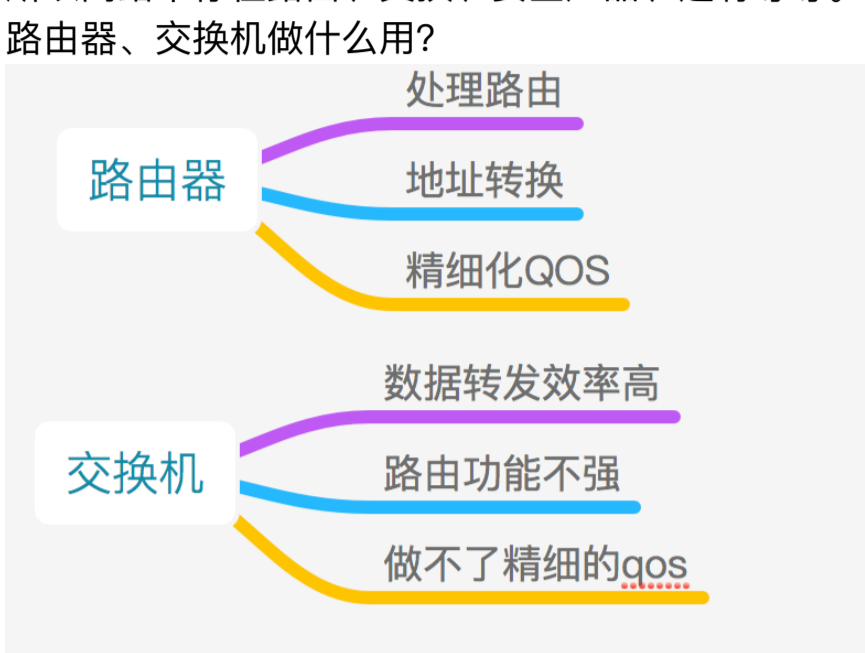 路由器、交换机做什么用？
处理路由
路由器
地址转换
精细化QOS
数据转发效率高
交换机
路由功能不强
做不了精细的qos